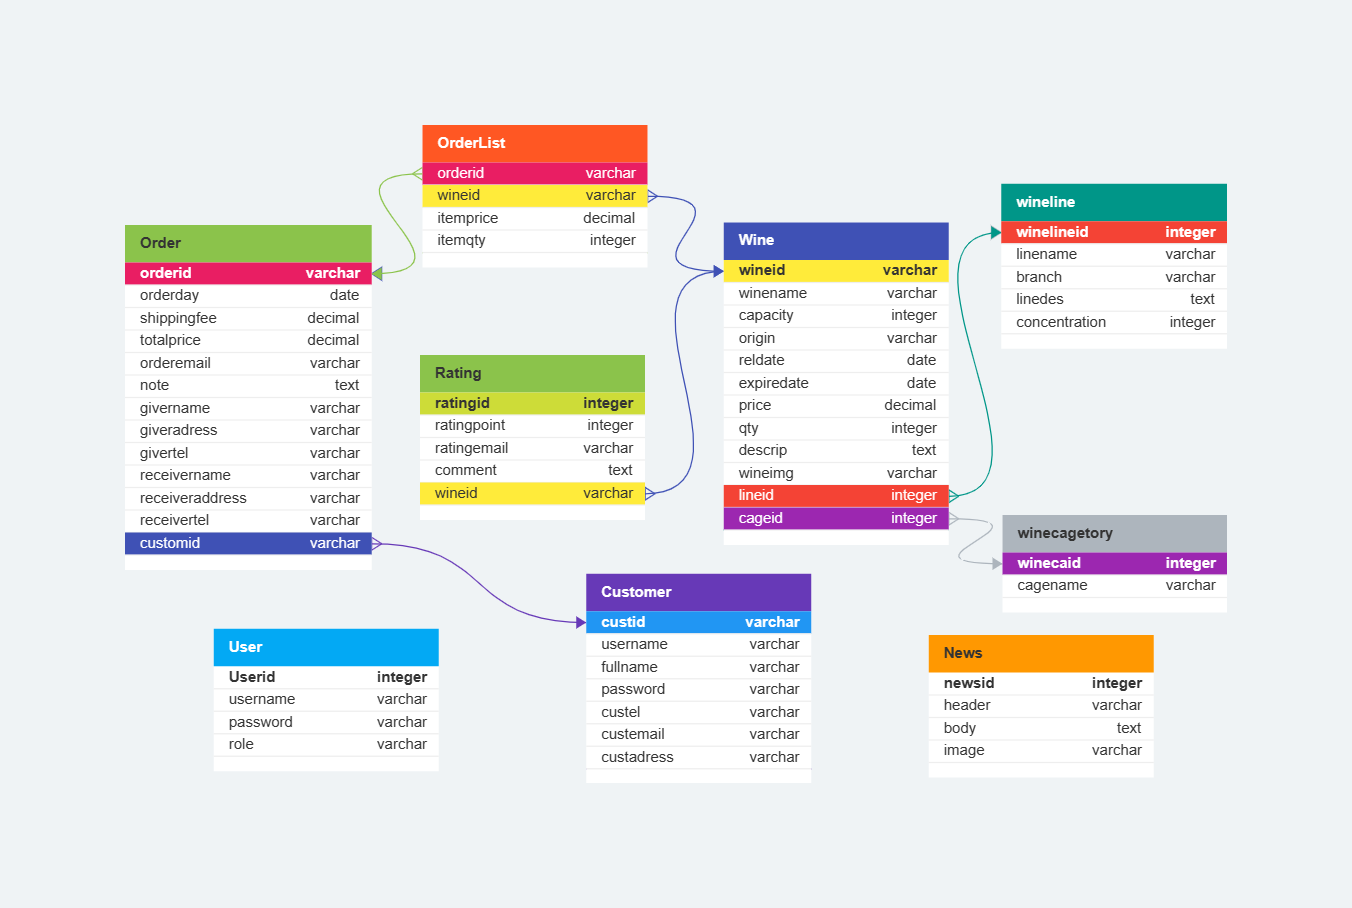 OrderList
orderid varchar
wineid varchar
itemprice decimal
itemqty integer
Order
orderid varchar
orderday date
shippingfee decimal
totalprice decimal
orderemail varchar
note text
givername varchar
giveradress varchar
givertel varchar
receivername varchar
receiveraddress varchar
receivertel varchar
customid varchar
Rating
ratingid integer
ratingpoint integer
ratingemail varchar
comment text
wineid varchar
Wine
wineid varchar
winename varchar
capacity integer
origin varchar
reldate date
expiredate date
price decimal
qty integer
descrip text
wineimg varchar
lineid integer
cageid integer
wineline
winelineid integer
linename varchar
branch varchar
linedes text
concentration integer
winecagetory
winecaid integer
cagename varchar
User
Userid integer
username varchar
password varchar
role varchar
Customer
custid varchar
username varchar
fullname varchar
password varchar
custel varchar
custemail varchar
custadress varchar
News
newsid integer
header varchar
body text
image varchar